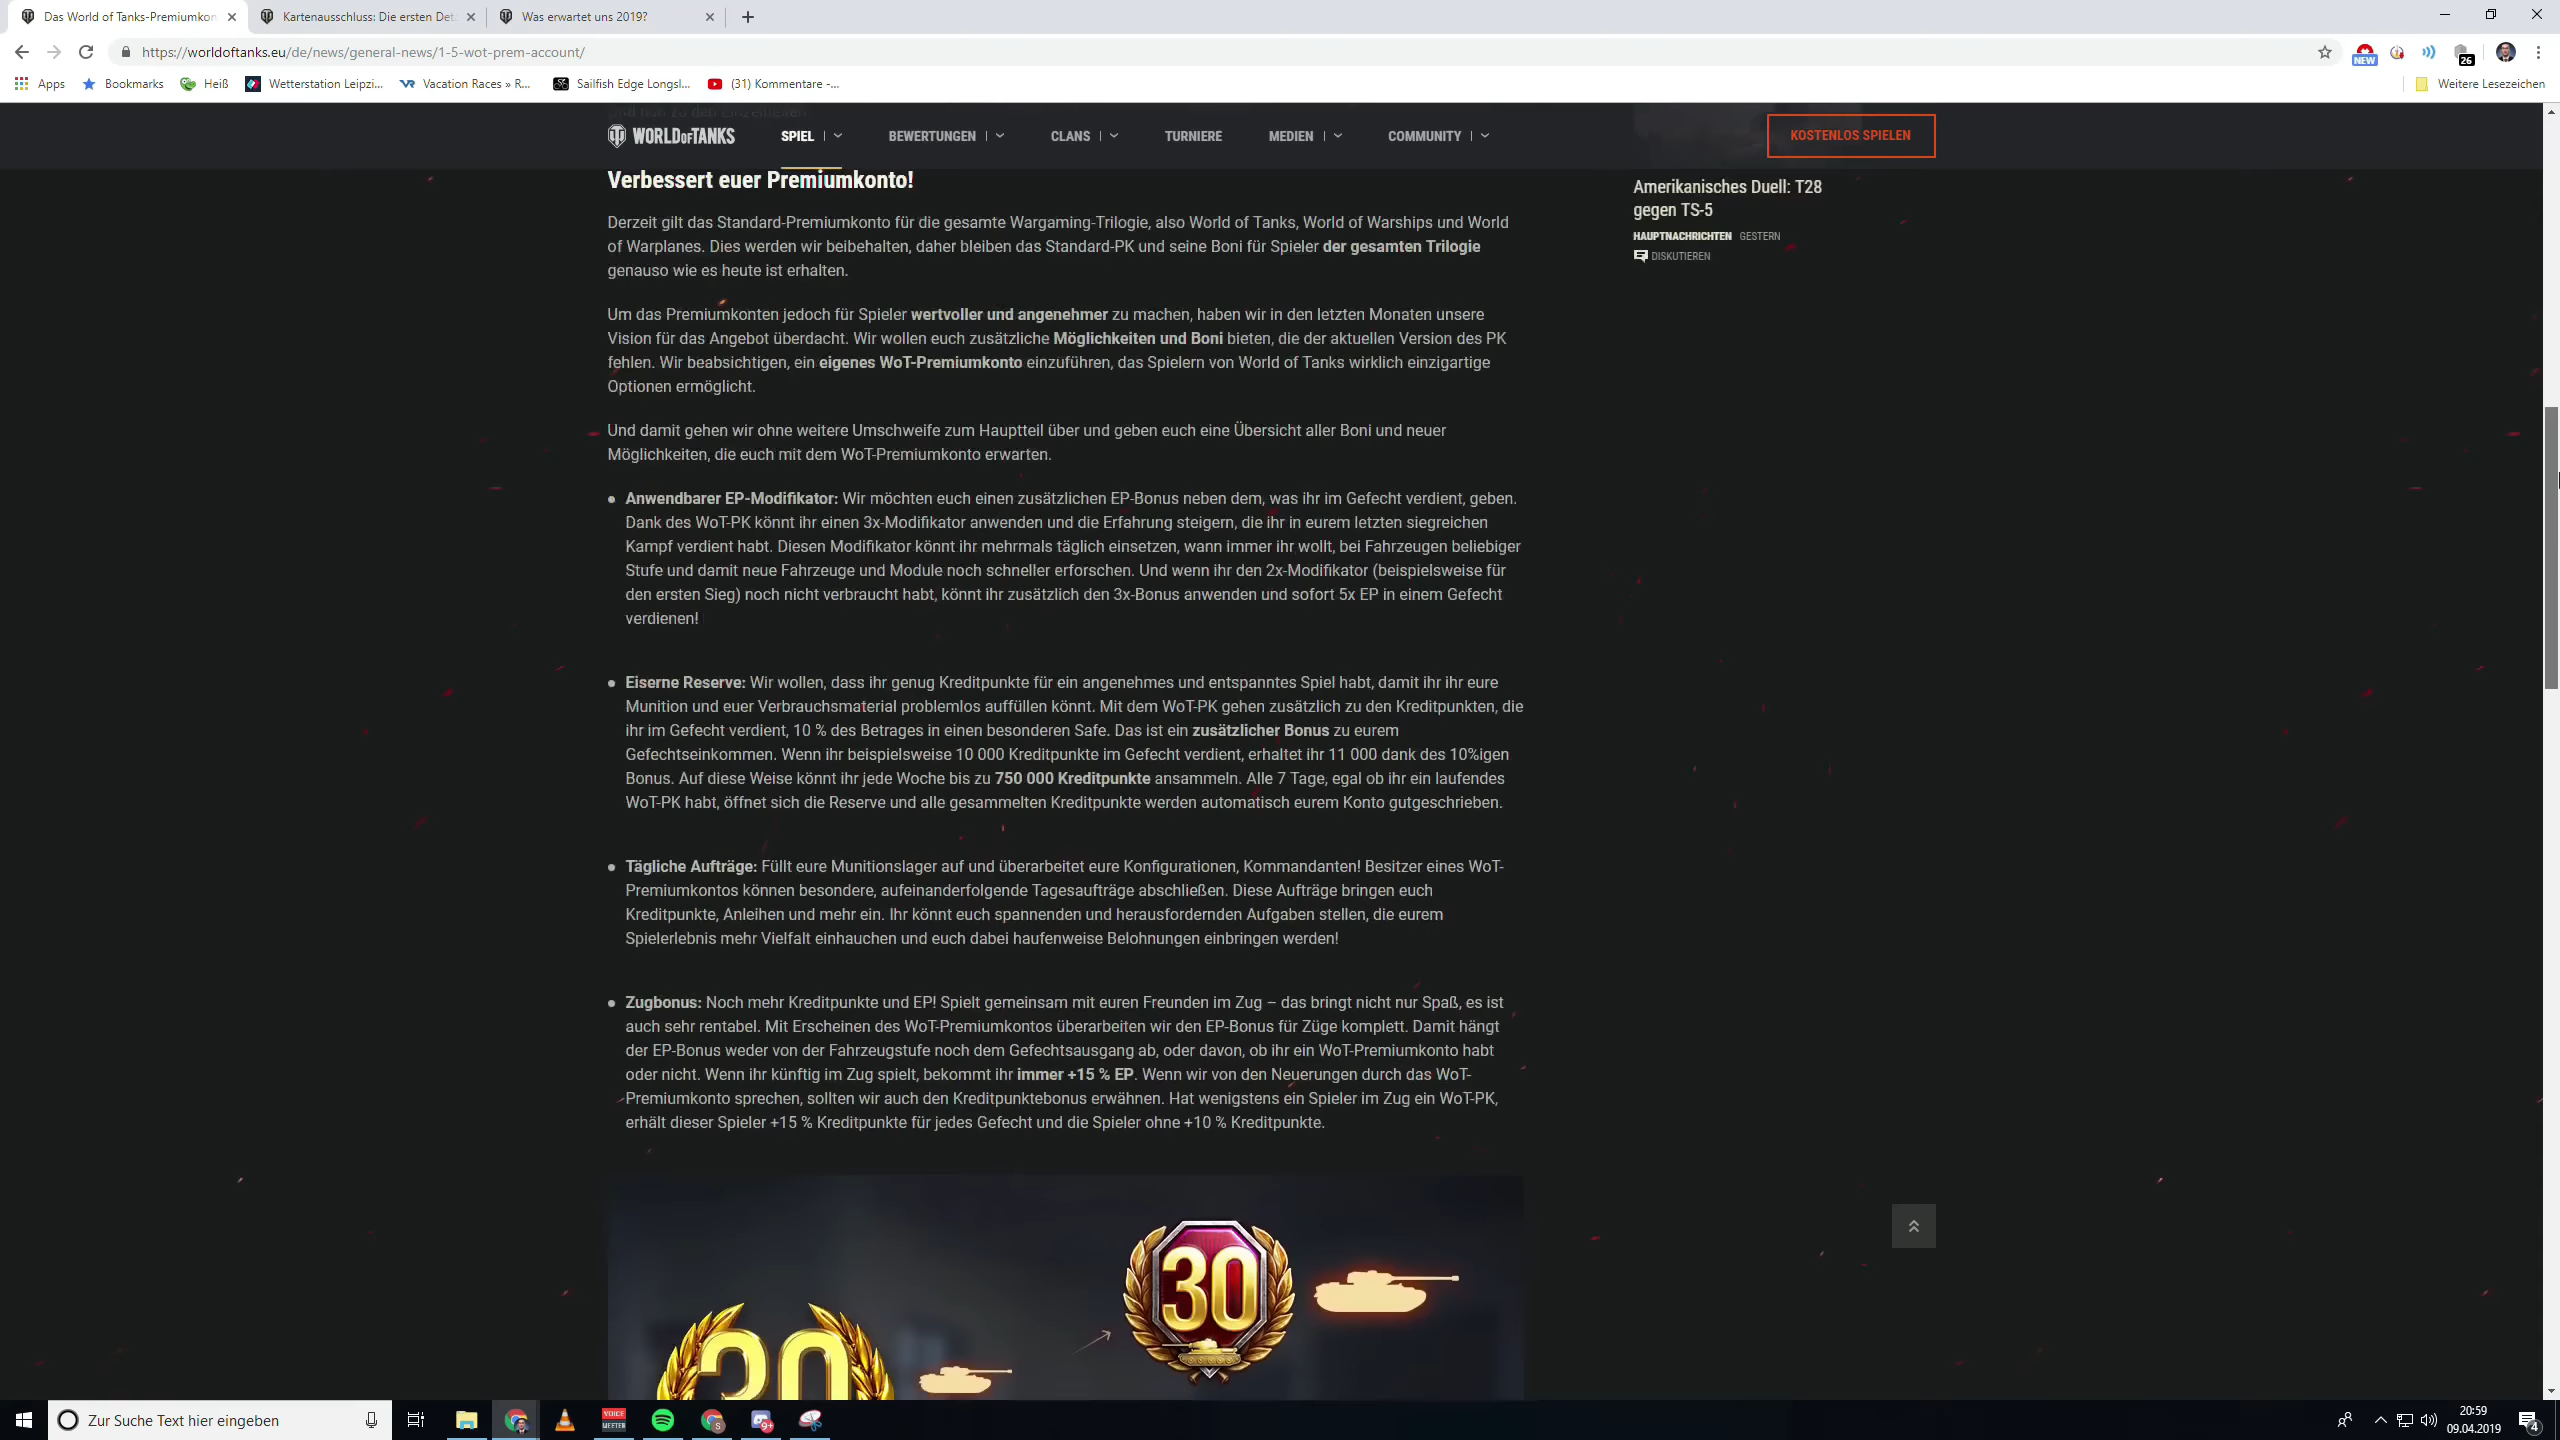 Das World of Tanks-Premiumkon
Kartenausschluss: Die ersten Det
Was erwartet uns 2019?
https://worldoftanks.eu/de/news/general-news/1-5-wot-prem-account/
NEW
26
Apps
Bookmarks
Heiß
Wetterstation Leipzi...
Vacation Races » R...
Sailfish Edge Longsl...
(31) Kommentare -...
Weitere Lesezeichen
Und nun zu den Einzelheiten
WORLD OF TANKS
SPIEL
BEWERTUNGEN
CLANS
TURNIERE
MEDIEN
COMMUNITY
KOSTENLOS SPIELEN
Verbessert euer Premiumkonto!
Derzeit gilt das Standard-Premiumkonto für die gesamte Wargaming-Trilogie, also World of Tanks, World of Warships und World
of Warplanes. Dies werden wir beibehalten, daher bleiben das Standard-PK und seine Boni für Spieler der gesamten Trilogie
genauso wie es heute ist erhalten.
Um das Premiumkonten jedoch für Spieler wertvoller und angenehmer zu machen, haben wir in den letzten Monaten unsere
Vision für das Angebot überdacht. Wir wollen euch zusätzliche Möglichkeiten und Boni bieten, die der aktuellen Version des PK
fehlen. Wir beabsichtigen, ein eigenes WoT-Premiumkonto einzuführen, das Spielern von World of Tanks wirklich einzigartige
Optionen ermöglicht.
Und damit gehen wir ohne weitere Umschweife zum Hauptteil über und geben euch eine Übersicht aller Boni und neuer
Möglichkeiten, die euch mit dem WoT-Premiumkonto erwarten.
Anwendbarer EP-Modifikator: Wir möchten euch einen zusätzlichen EP-Bonus neben dem, was ihr im Gefecht verdient, geben.
Dank des WoT-PK könnt ihr einen 3x-Modifikator anwenden und die Erfahrung steigern, die ihr in eurem letzten siegreichen
Kampf verdient habt. Diesen Modifikator könnt ihr mehrmals täglich einsetzen, wann immer ihr wollt, bei Fahrzeugen beliebiger
Stufe und damit neue Fahrzeuge und Module noch schneller erforschen. Und wenn ihr den 2x-Modifikator (beispielsweise für
den ersten Sieg) noch nicht verbraucht habt, könnt ihr zusätzlich den 3x-Bonus anwenden und sofort 5x EP in einem Gefecht
verdienen!
Eiserne Reserve: Wir wollen, dass ihr genug Kreditpunkte für ein angenehmes und entspanntes Spiel habt, damit ihr ihr eure
Munition und euer Verbrauchsmaterial problemlos auffüllen könnt. Mit dem WoT-PK gehen zusätzlich zu den Kreditpunkten, die
ihr im Gefecht verdient, 10 % des Betrages in einen besonderen Safe. Das ist ein zusätzlicher Bonus zu eurem
Gefechtseinkommen. Wenn ihr beispielsweise 10 000 Kreditpunkte im Gefecht verdient, erhaltet ihr 11 000 dank des 10%igen
Bonus. Auf diese Weise könnt ihr jede Woche bis zu 750 000 Kreditpunkte ansammeln. Alle 7 Tage, egal ob ihr ein laufendes
WoT-PK habt, öffnet sich die Reserve und alle gesammelten Kreditpunkte werden automatisch eurem Konto gutgeschrieben.
Tägliche Aufträge: Füllt eure Munitionslager auf und überarbeitet eure Konfigurationen, Kommandanten! Besitzer eines WoT-
Premiumkontos können besondere, aufeinanderfolgende Tagesaufträge abschließen. Diese Aufträge bringen euch
Kreditpunkte, Anleihen und mehr ein. Ihr könnt euch spannenden und herausfordernden Aufgaben stellen, die eurem
Spielerlebnis mehr Vielfalt einhauchen und euch dabei haufenweise Belohnungen einbringen werden!
Zugbonus: Noch mehr Kreditpunkte und EP! Spielt gemeinsam mit euren Freunden im Zug – das bringt nicht nur Spaß, es ist
auch sehr rentabel. Mit Erscheinen des WoT-Premiumkontos überarbeiten wir den EP-Bonus für Züge komplett. Damit hängt
der EP-Bonus weder von der Fahrzeugstufe noch dem Gefechtsausgang ab, oder davon, ob ihr ein WoT-Premiumkonto habt
oder nicht. Wenn ihr künftig im Zug spielt, bekommt ihr immer +15 % EP. Wenn wir von den Neuerungen durch das WoT-
Premiumkonto sprechen, sollten wir auch den Kreditpunktebonus erwähnen. Hat wenigstens ein Spieler im Zug ein WoT-PK,
erhält dieser Spieler +15 % Kreditpunkte für jedes Gefecht und die Spieler ohne +10 % Kreditpunkte.
Amerikanisches Duell: T28
gegen TS-5
HAUPTNACHRICHTEN GESTERN
DISKUTIEREN
30
30
Zur Suche Text hier eingeben
VOICE
MEETER
S
9+
20:59
09.04.2019
4